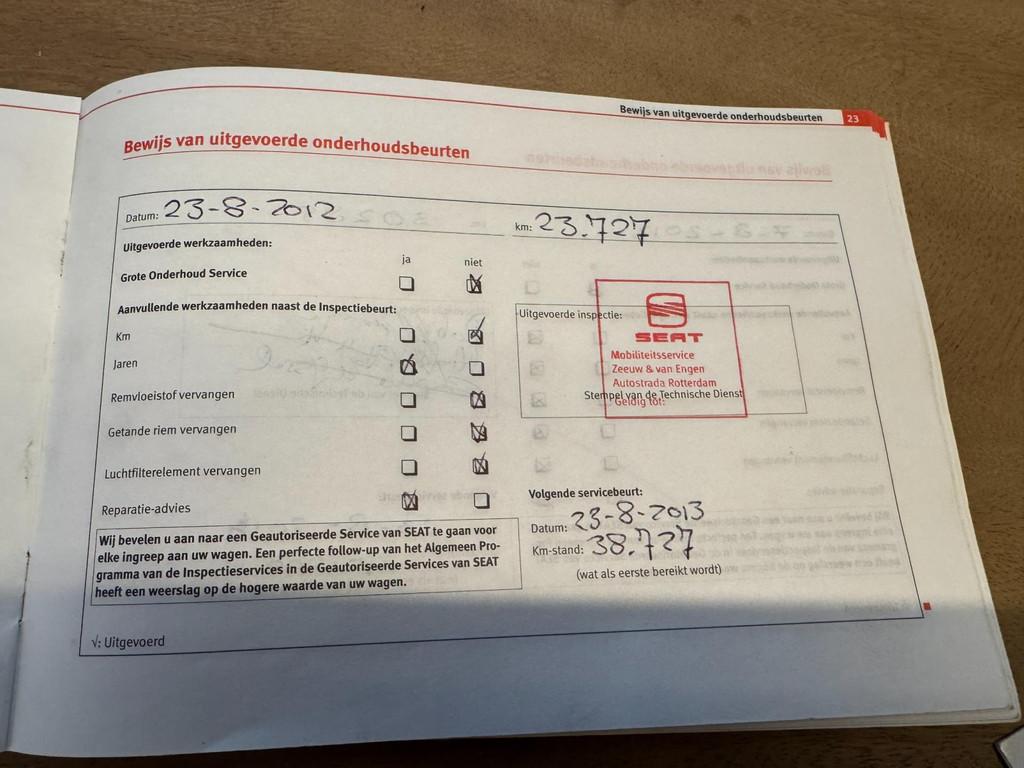 Bewijs van uitgevoerde onderhoudsbeurten 23
Bewijs van uitgevoerde onderhoudsbeurten
Datum: 23-8-2012 km: 23.727
Uitgevoerde werkzaamheden:
ja niet
Grote Onderhoud Service
Aanvullende werkzaamheden naast de Inspectiebeurt:
Km
Jaren
Remvloeistof vervangen
Getande riem vervangen
Luchtfilterelement vervangen
Reparatie-advies
Uitgevoerde inspectie:
SEAT
Mobiliteitsservice
Zeeuw & van Engen
Autostrada Rotterdam
Stempel van de Technische Dienst
Geldig tot:
Volgende servicebeurt:
Datum: 23-8-2013
Km-stand: 38.727
(wat als eerste bereikt wordt)
Wij bevelen u aan naar een Geautoriseerde Service van SEAT te gaan voor
elke ingreep aan uw wagen. Een perfecte follow-up van het Algemeen Pro-
gramma van de Inspectieservices in de Geautoriseerde Services van SEAT
heeft een weerslag op de hogere waarde van uw wagen.
√: Uitgevoerd